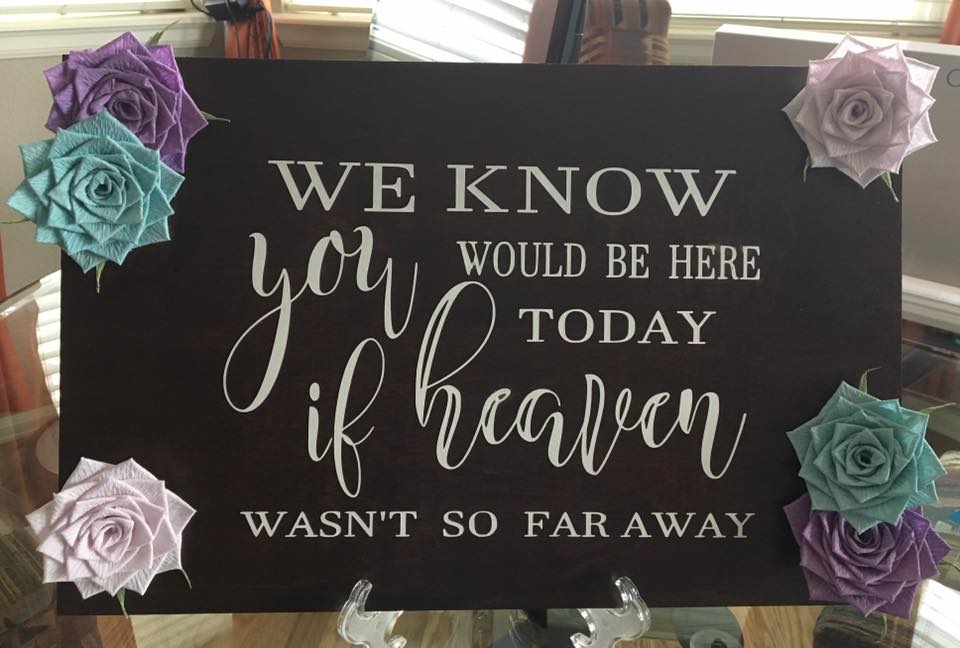 WE KNOW
you WOULD BE HERE
TODAY
if heaven
WASN'T SO FAR AWAY